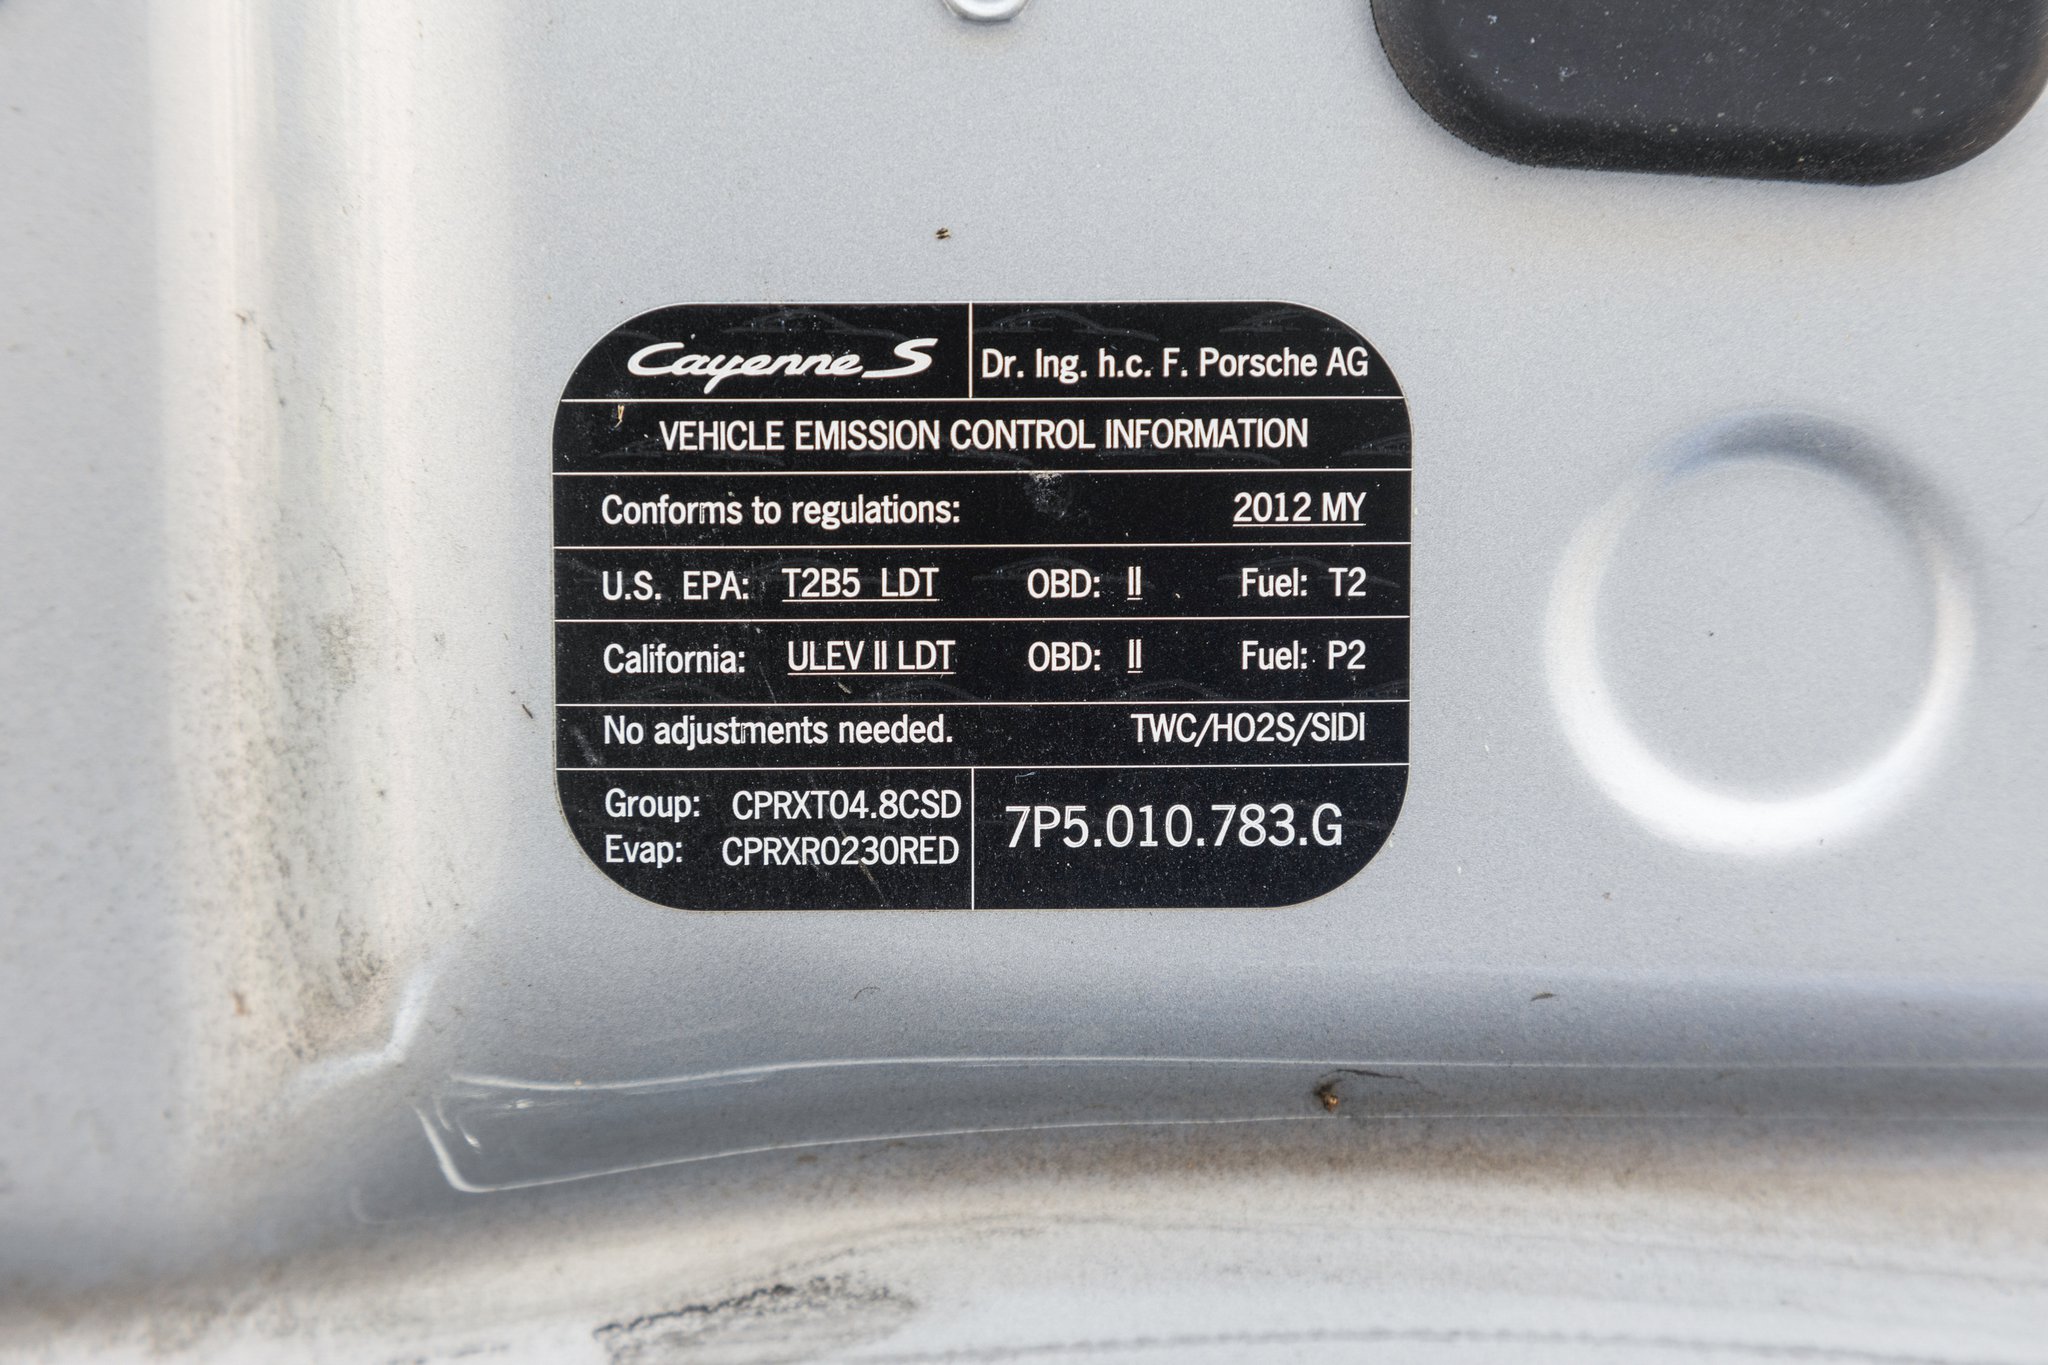 Cayenne S Dr. Ing. h.c. F. Porsche AG
VEHICLE EMISSION CONTROL INFORMATION
Conforms to regulations: 2012 MY
U.S. EPA: T2B5 LDT OBD: II Fuel: T2
California: ULEV II LDT OBD: II Fuel: P2
No adjustments needed. TWC/HO2S/SIDI
Group: CPRXT04.8CSD
Evap: CPRXR0230RED
7P5.010.783.G